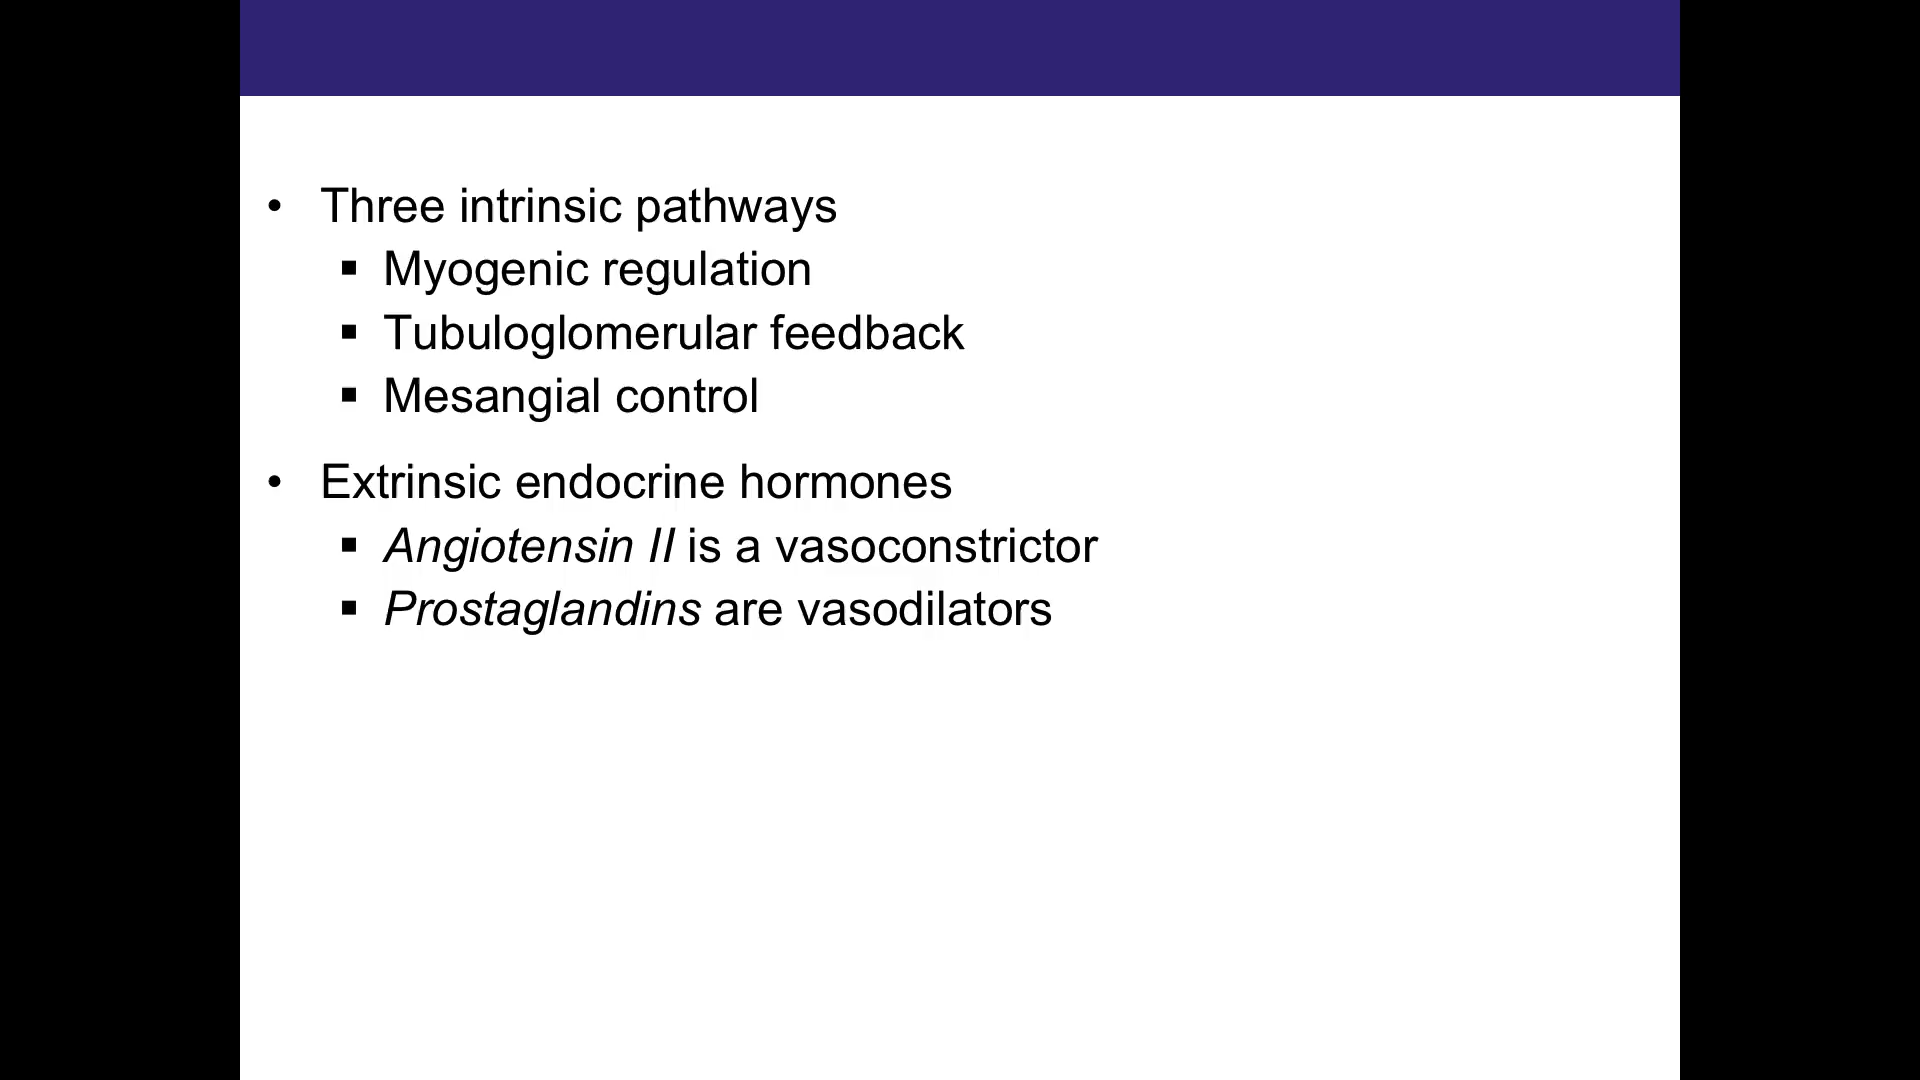 • Three intrinsic pathways
▪ Myogenic regulation
▪ Tubuloglomerular feedback
▪ Mesangial control
• Extrinsic endocrine hormones
▪ Angiotensin II is a vasoconstrictor
▪ Prostaglandins are vasodilators